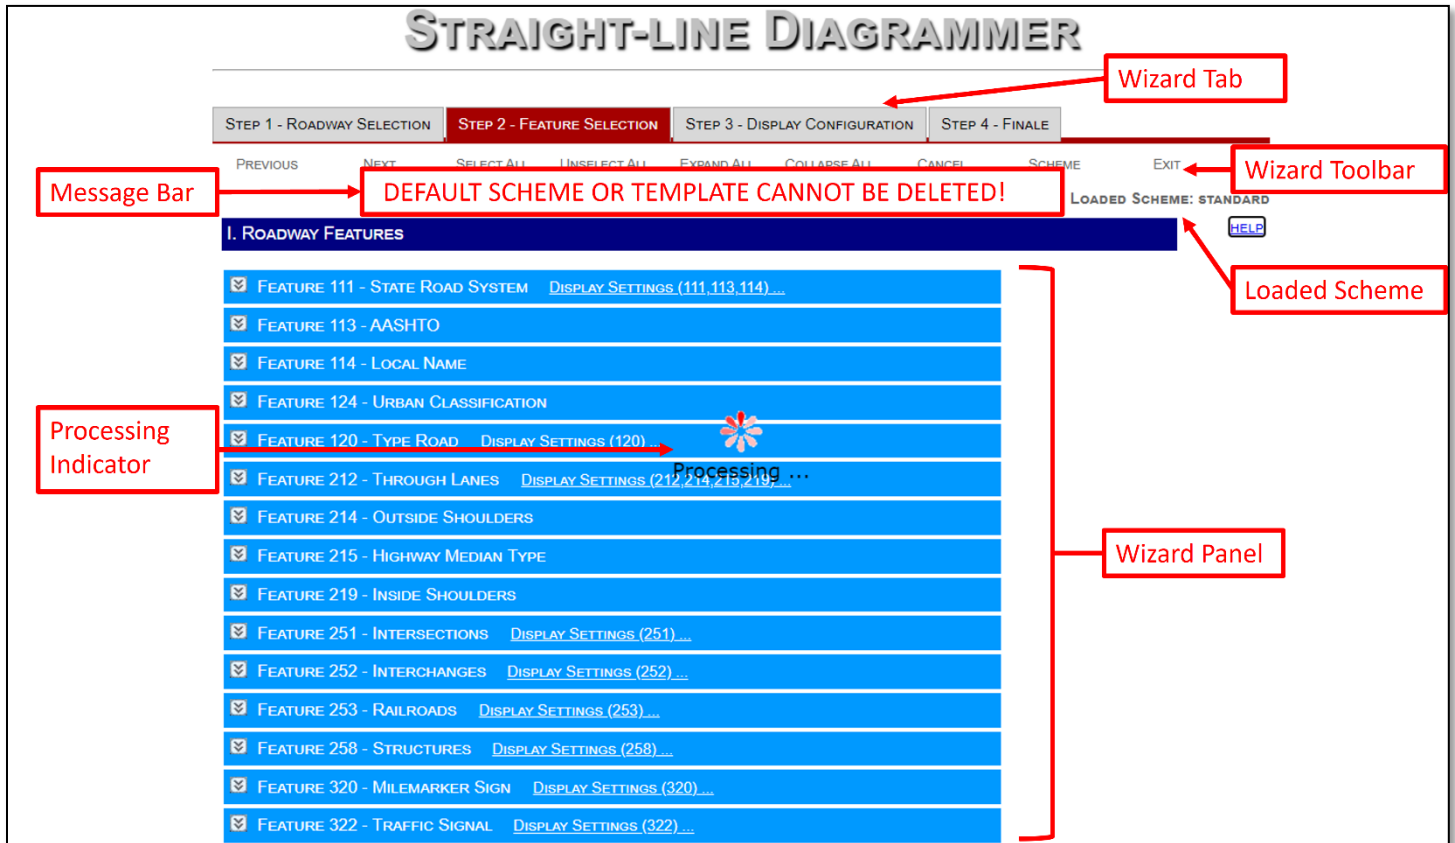 STRAIGHT-LINE DIAGRAMMER
Wizard Tab
STEP 1 - ROADWAY SELECTION STEP 2 - FEATURE SELECTION STEP 3 - DISPLAY CONFIGURATION STEP 4 - FINALE
PREVIOUS NEXT SELECT ALL UNSELECT ALL EXPAND ALL COLLAPSE ALL CANCEL SCHEME EXIT
Wizard Toolbar
Message Bar
DEFAULT SCHEME OR TEMPLATE CANNOT BE DELETED!
LOADED SCHEME: STANDARD
I. ROADWAY FEATURES
HELP
FEATURE 111 - STATE ROAD SYSTEM DISPLAY SETTINGS (111,113,114) ...
Loaded Scheme
FEATURE 113 - AASHTO
FEATURE 114 - LOCAL NAME
FEATURE 124 - URBAN CLASSIFICATION
Processing
Indicator
FEATURE 120 - TYPE ROAD DISPLAY SETTINGS (120) ...
Processing ...
FEATURE 212 - THROUGH LANES DISPLAY SETTINGS (212,214,215,219) ...
FEATURE 214 - OUTSIDE SHOULDERS
FEATURE 215 - HIGHWAY MEDIAN TYPE
Wizard Panel
FEATURE 219 - INSIDE SHOULDERS
FEATURE 251 - INTERSECTIONS DISPLAY SETTINGS (251) ...
FEATURE 252 - INTERCHANGES DISPLAY SETTINGS (252) ...
FEATURE 253 - RAILROADS DISPLAY SETTINGS (253) ...
FEATURE 258 - STRUCTURES DISPLAY SETTINGS (258) ...
FEATURE 320 - MILEMARKER SIGN DISPLAY SETTINGS (320) ...
FEATURE 322 - TRAFFIC SIGNAL DISPLAY SETTINGS (322) ...